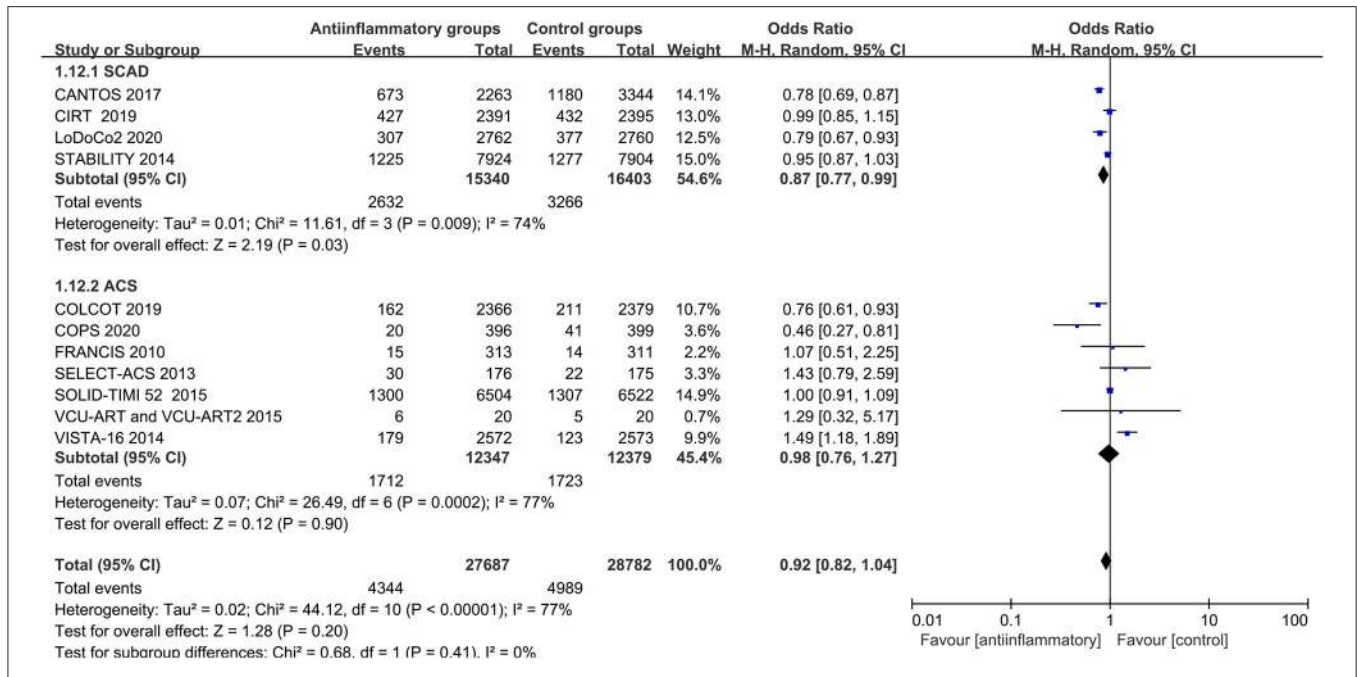 Antiinflammatory groups Control groups Odds Ratio Odds Ratio
Study or Subgroup Events Total Events Total Weight M-H, Random, 95% CI M-H, Random, 95% CI
1.12.1 SCAD
CANTOS 2017 673 2263 1180 3344 14.1% 0.78 [0.69, 0.87]
CIRT 2019 427 2391 432 2395 13.0% 0.99 [0.85, 1.15]
LoDoCo2 2020 307 2762 377 2760 12.5% 0.79 [0.67, 0.93]
STABILITY 2014 1225 7924 1277 7904 15.0% 0.95 [0.87, 1.03]
Subtotal (95% CI) 15340 16403 54.6% 0.87 [0.77, 0.99]
Total events 2632 3266
Heterogeneity: Tau² = 0.01; Chi² = 11.61, df = 3 (P = 0.009); I² = 74%
Test for overall effect: Z = 2.19 (P = 0.03)
1.12.2 ACS
COLCOT 2019 162 2366 211 2379 10.7% 0.76 [0.61, 0.93]
COPS 2020 20 396 41 399 3.6% 0.46 [0.27, 0.81]
FRANCIS 2010 15 313 14 311 2.2% 1.07 [0.51, 2.25]
SELECT-ACS 2013 30 176 22 175 3.3% 1.43 [0.79, 2.59]
SOLID-TIMI 52 2015 1300 6504 1307 6522 14.9% 1.00 [0.91, 1.09]
VCU-ART and VCU-ART2 2015 6 20 5 20 0.7% 1.29 [0.32, 5.17]
VISTA-16 2014 179 2572 123 2573 9.9% 1.49 [1.18, 1.89]
Subtotal (95% CI) 12347 12379 45.4% 0.98 [0.76, 1.27]
Total events 1712 1723
Heterogeneity: Tau² = 0.07; Chi² = 26.49, df = 6 (P = 0.0002); I² = 77%
Test for overall effect: Z = 0.12 (P = 0.90)
Total (95% CI) 27687 28782 100.0% 0.92 [0.82, 1.04]
Total events 4344 4989
Heterogeneity: Tau² = 0.02; Chi² = 44.12, df = 10 (P < 0.00001); I² = 77%
Test for overall effect: Z = 1.28 (P = 0.20)
Test for subgroup differences: Chi² = 0.68, df = 1 (P = 0.41), I² = 0%
0.01 0.1 1 10 100
Favour [antiinflammatory] Favour [control]